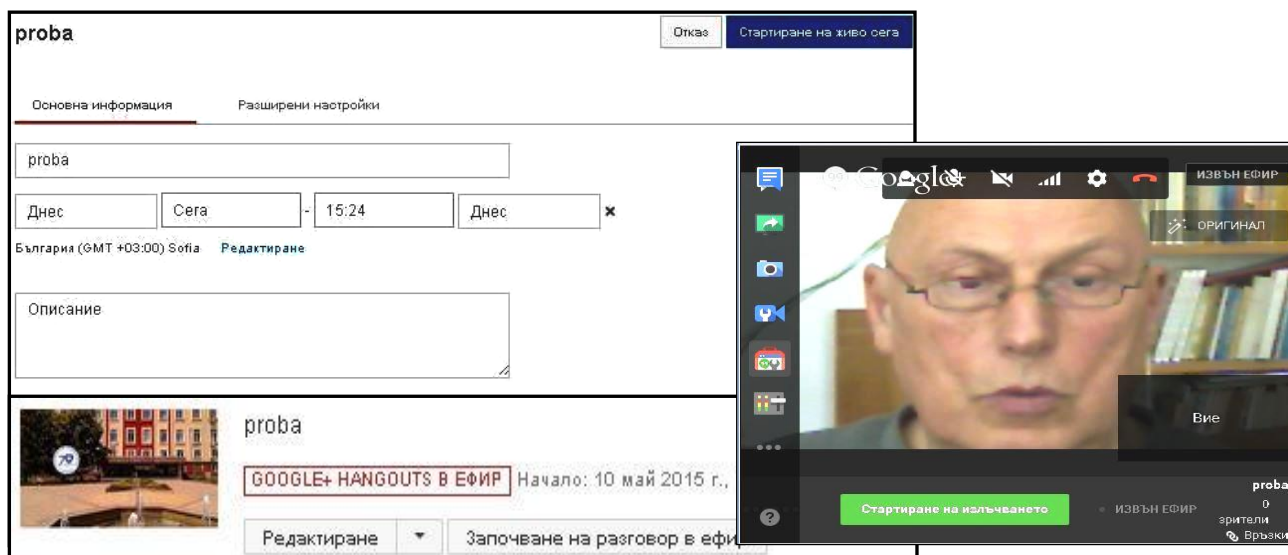 proba
Отказ
Стартиране на живо сега
Основна информация
Разширени настройки
proba
Днес
Сега
-
15:24
Днес
×
България (GMT +03:00) Sofia
Редактиране
Описание
proba
GOOGLE+ HANGOUTS В ЕФИР
Начало: 10 май 2015 г.,
Редактиране
Започване на разговор в ефи
Google
ИЗВЪН ЕФИР
ОРИГИНАЛ
Вие
Стартиране на излъчването
ИЗВЪН ЕФИР
proba
0
зрители
Връзки